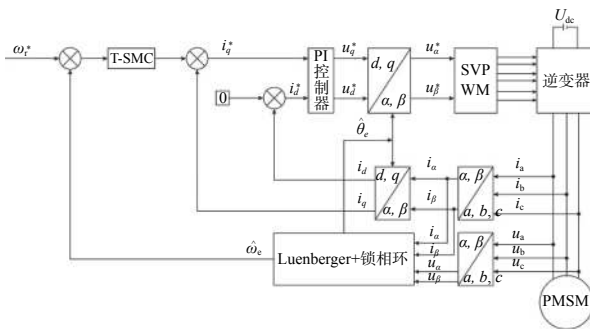 ω_r^*
T-SMC
i_q^*
0
i_d^*
PI
控
制
器
u_q^*
u_d^*
d, q
α, β
u_α^*
u_β^*
SVP
WM
U_dc
逆变器
θ̂_e
i_d
i_q
d, q
α, β
i_α
i_β
α, β
a, b, c
i_a
i_b
i_c
ω̂_e
Luenberger+锁相环
i_α
i_β
u_α
u_β
α, β
a, b, c
u_a
u_b
u_c
PMSM